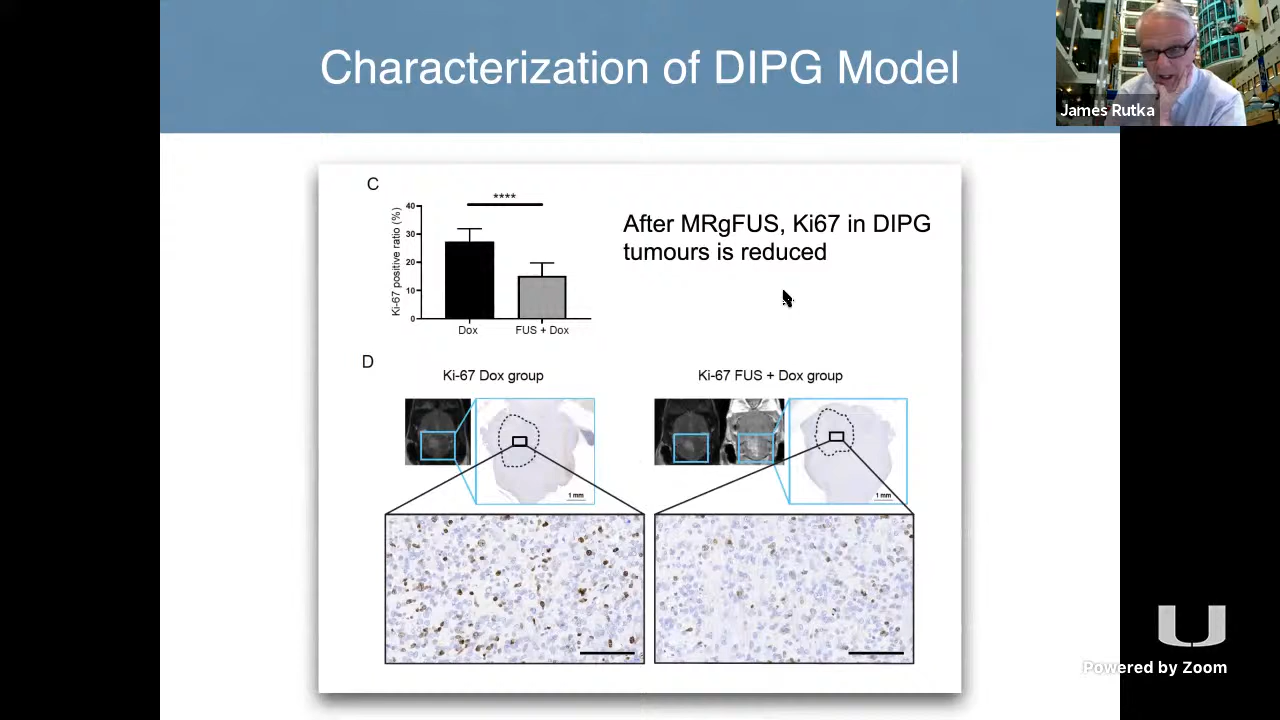 Characterization of DIPG Model
James Rutka
C
****
Ki-67 positive ratio (%)
40
30
20
10
0
Dox
FUS + Dox
After MRgFUS, Ki67 in DIPG
tumours is reduced
D
Ki-67 Dox group
Ki-67 FUS + Dox group
1 mm
1 mm
U
Powered by Zoom